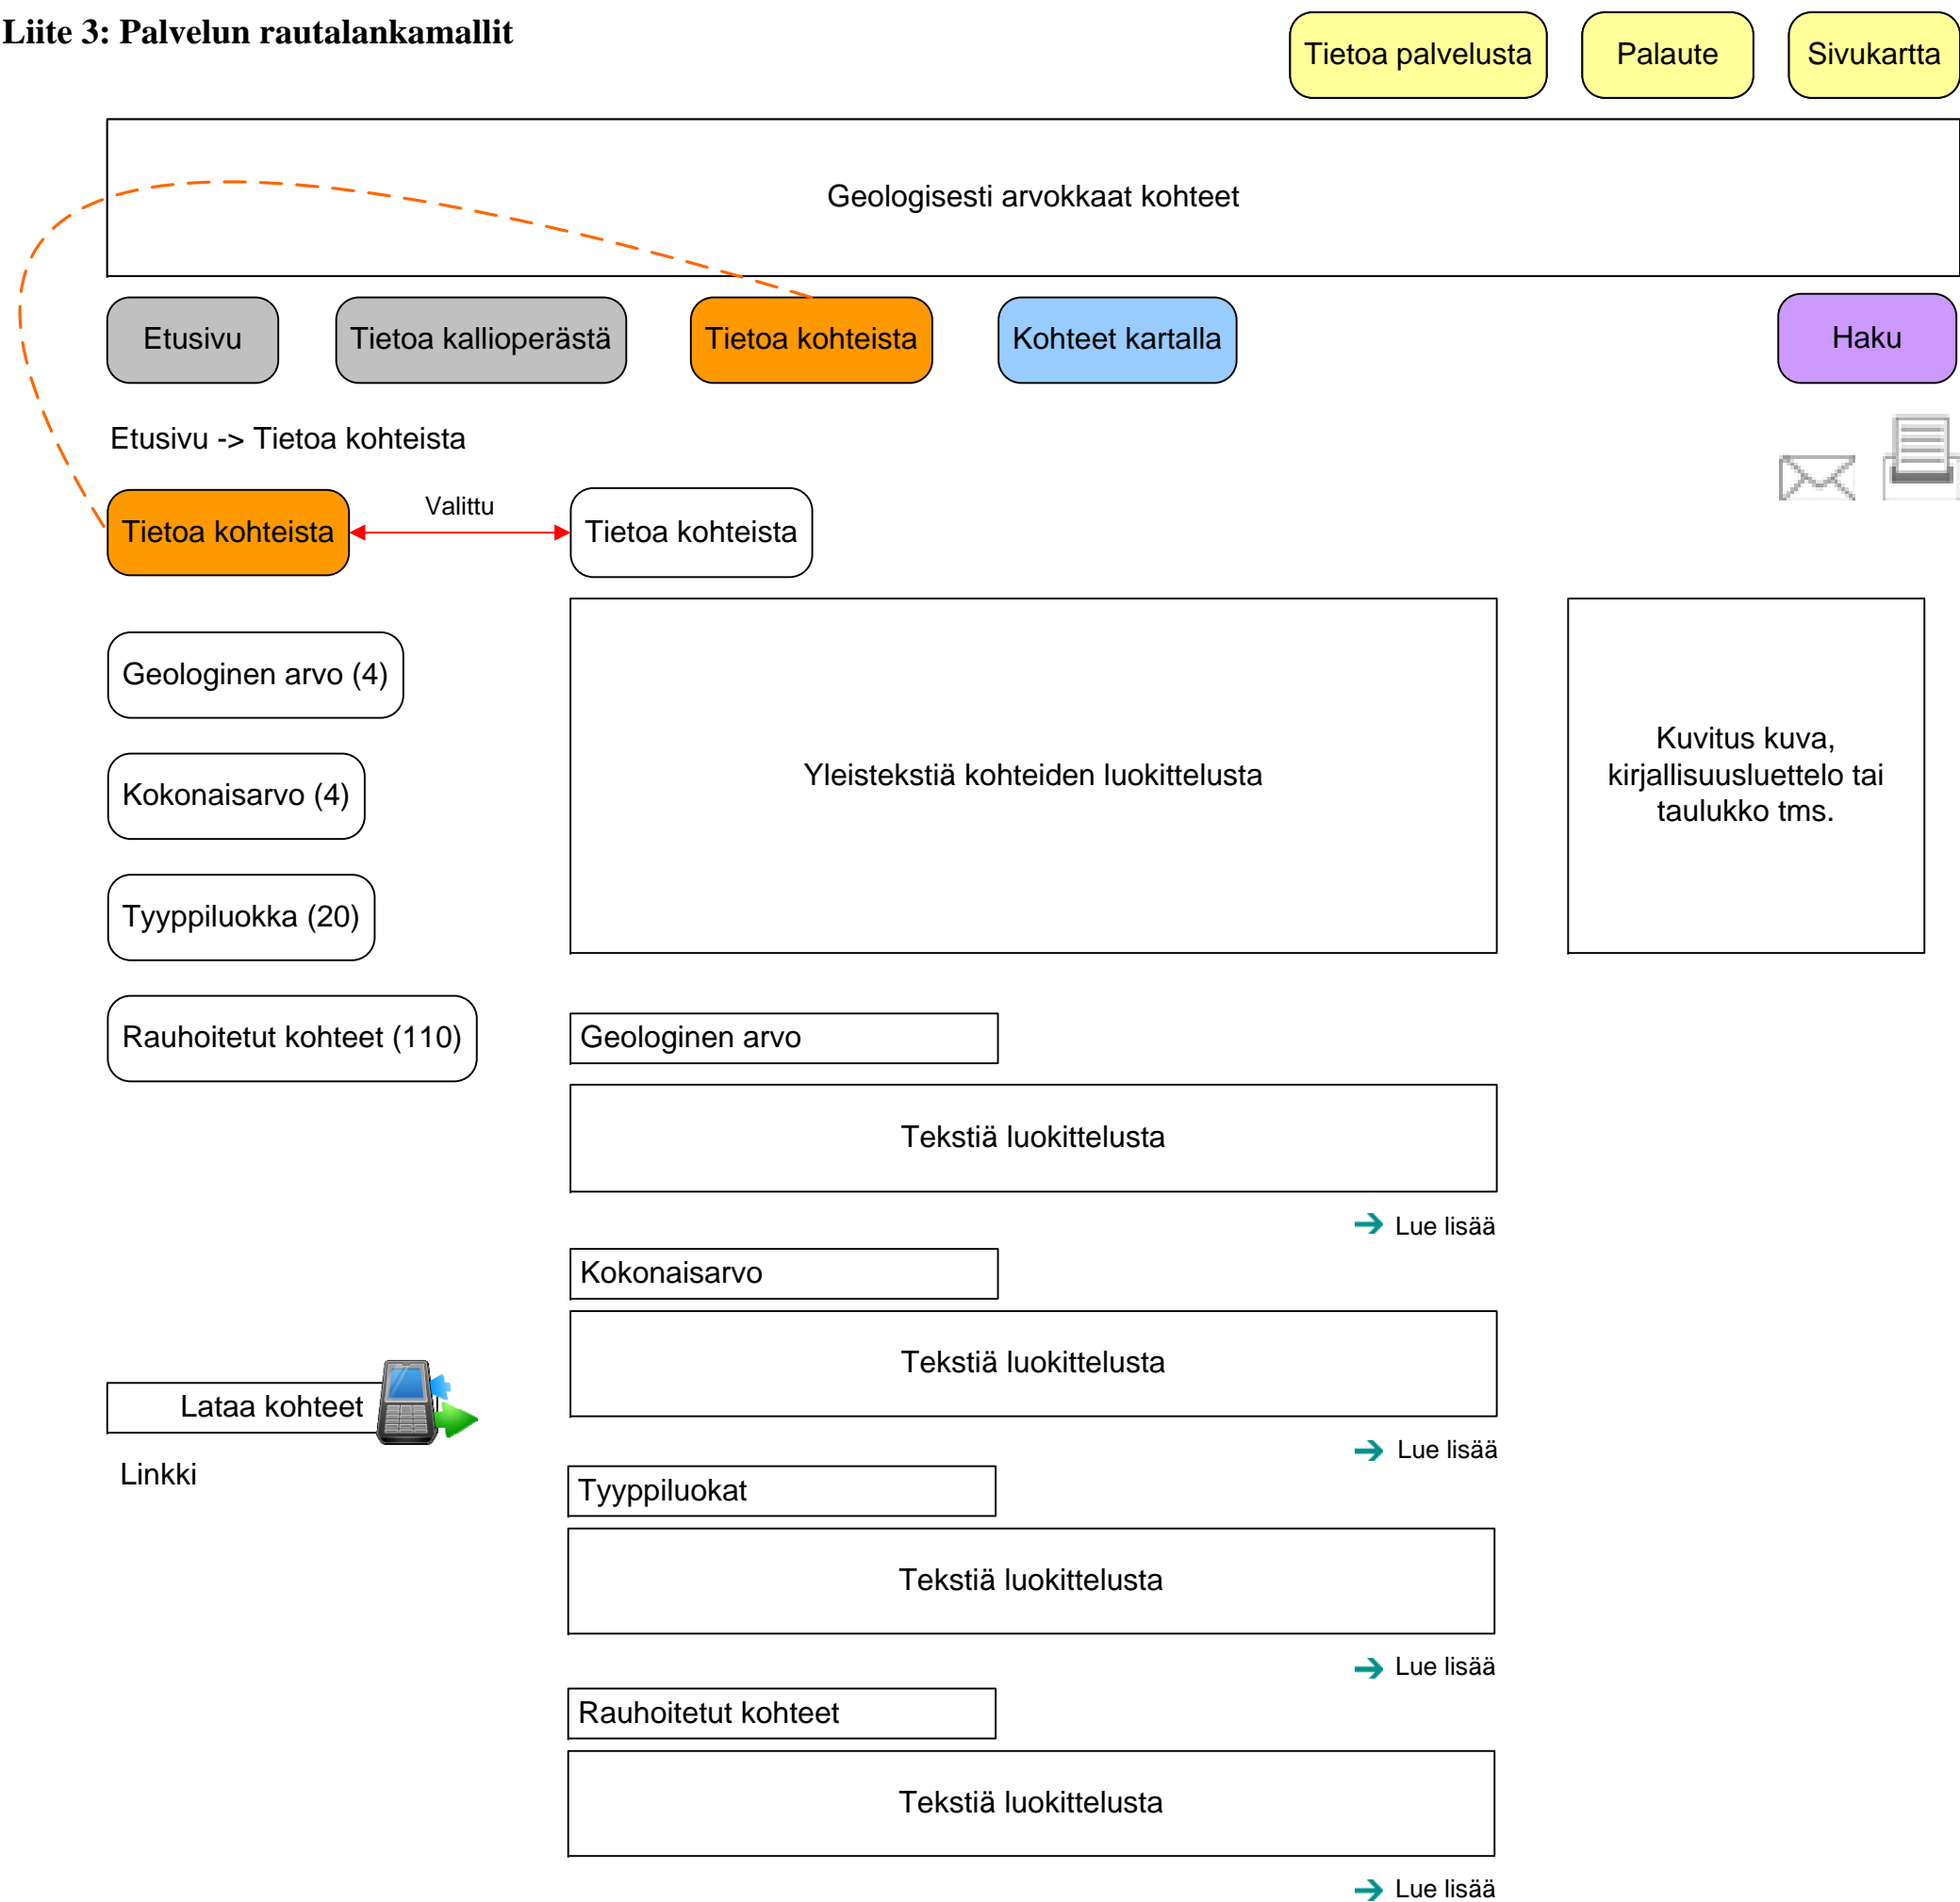 Liite 3: Palvelun rautalankamallit
Tietoa palvelusta
Palaute
Sivukartta
Geologisesti arvokkaat kohteet
Etusivu
Tietoa kallioperästä
Tietoa kohteista
Kohteet kartalla
Haku
Etusivu -> Tietoa kohteista
Tietoa kohteista
Valittu
Tietoa kohteista
Geologinen arvo (4)
Kokonaisarvo (4)
Tyyppiluokka (20)
Rauhoitetut kohteet (110)
Lataa kohteet
Linkki
Yleistekstiä kohteiden luokittelusta
Kuvitus kuva,
kirjallisuusluettelo tai
taulukko tms.
Geologinen arvo
Tekstiä luokittelusta
Lue lisää
Kokonaisarvo
Tekstiä luokittelusta
Lue lisää
Tyyppiluokat
Tekstiä luokittelusta
Lue lisää
Rauhoitetut kohteet
Tekstiä luokittelusta
Lue lisää